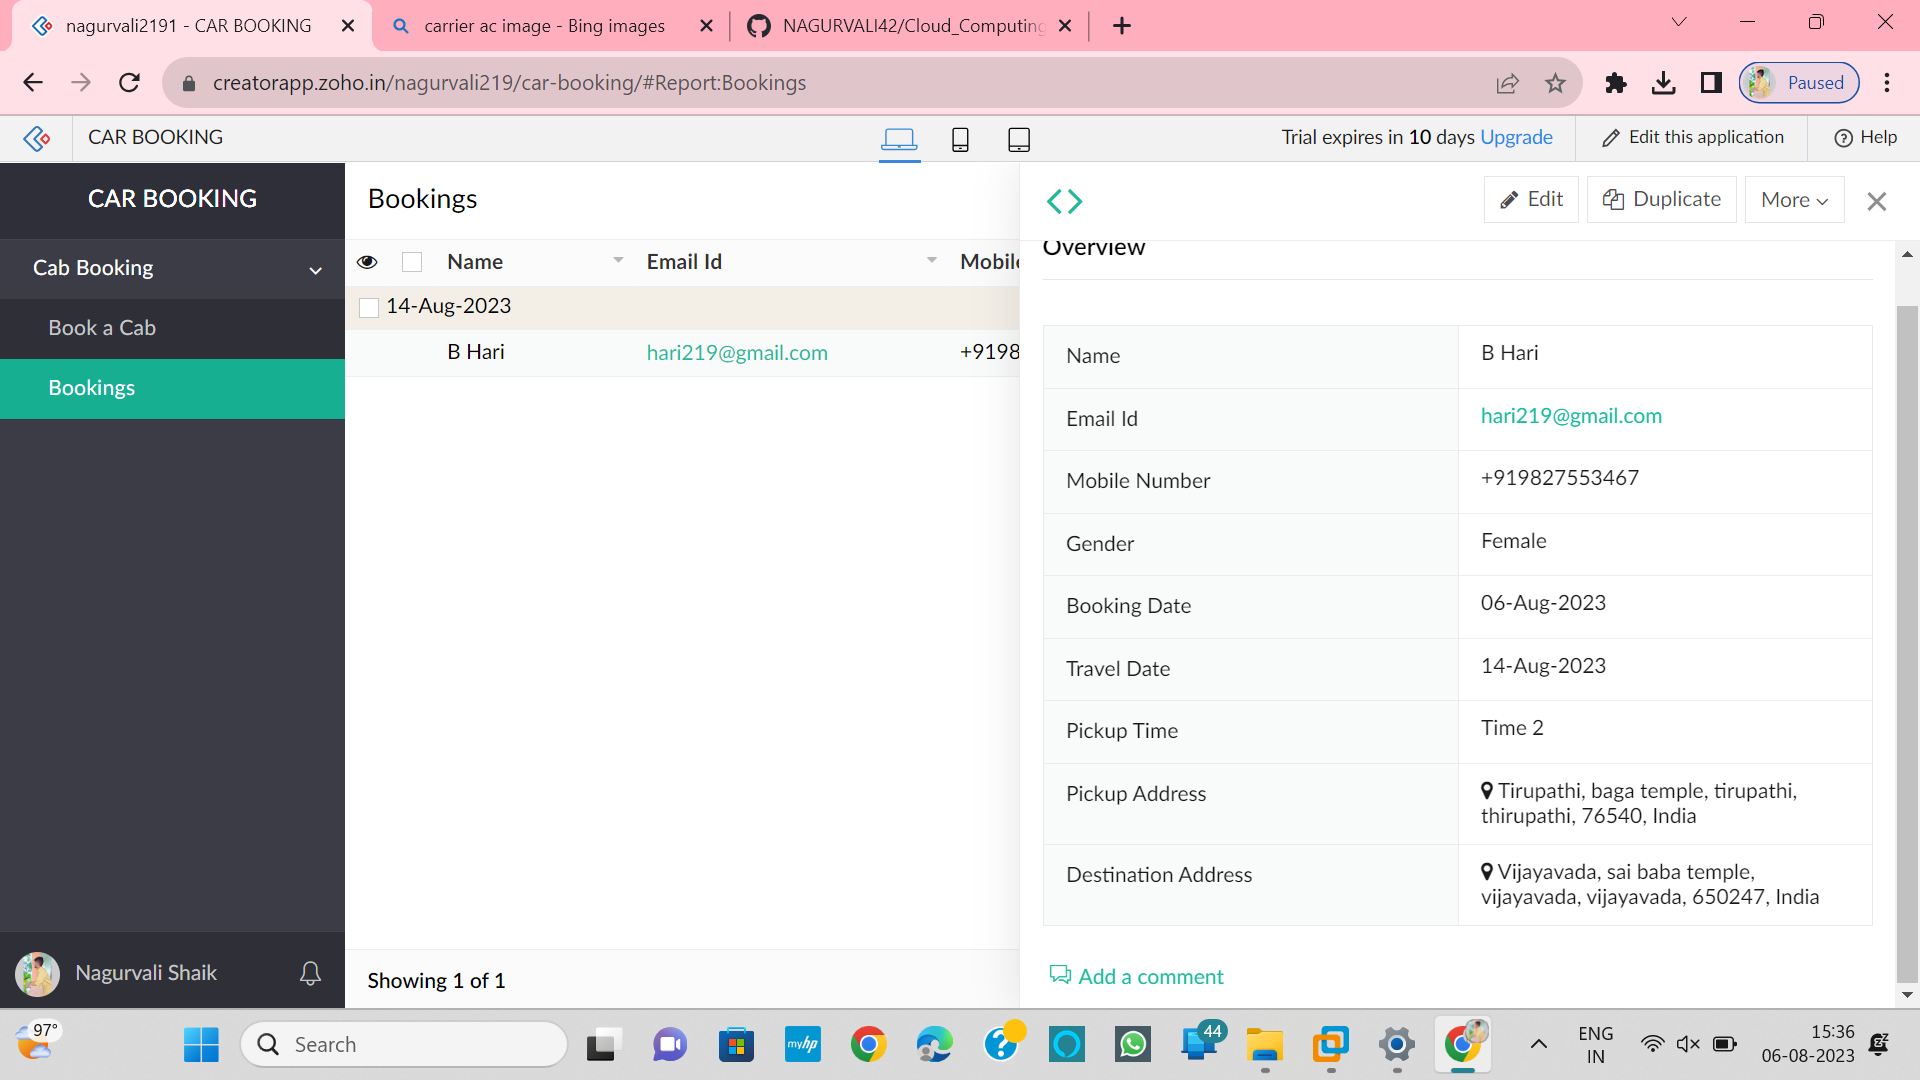 nagurvali2191 - CAR BOOKING
carrier ac image - Bing images
NAGURVALI42/Cloud_Computing
creatorapp.zoho.in/nagurvali219/car-booking/#Report:Bookings
Paused
CAR BOOKING
Trial expires in 10 days Upgrade
Edit this application
Help
CAR BOOKING
Cab Booking
Book a Cab
Bookings
Nagurvali Shaik
Bookings
Name
Email Id
Mobile
14-Aug-2023
B Hari
hari219@gmail.com
+9198
Showing 1 of 1
Edit
Duplicate
More
Overview
Name
B Hari
Email Id
hari219@gmail.com
Mobile Number
+919827553467
Gender
Female
Booking Date
06-Aug-2023
Travel Date
14-Aug-2023
Pickup Time
Time 2
Pickup Address
Tirupathi, baga temple, tirupathi,
thirupathi, 76540, India
Destination Address
Vijayavada, sai baba temple,
vijayavada, vijayavada, 650247, India
Add a comment
97°
Search
myhp
44
ENG
IN
15:36
06-08-2023